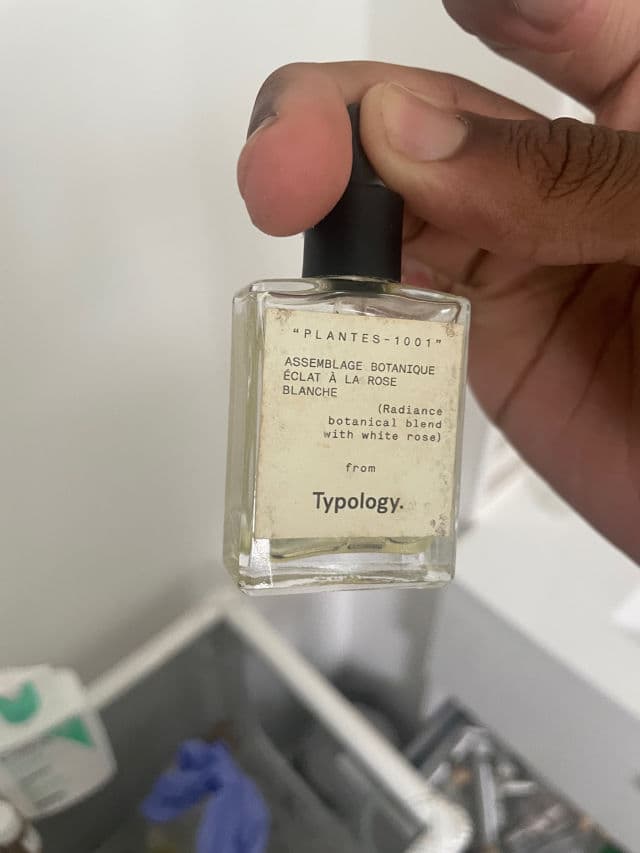 "PLANTES-1001"
ASSEMBLAGE BOTANIQUE
ÉCLAT À LA ROSE
BLANCHE
(Radiance
botanical blend
with white rose)
from
Typology.